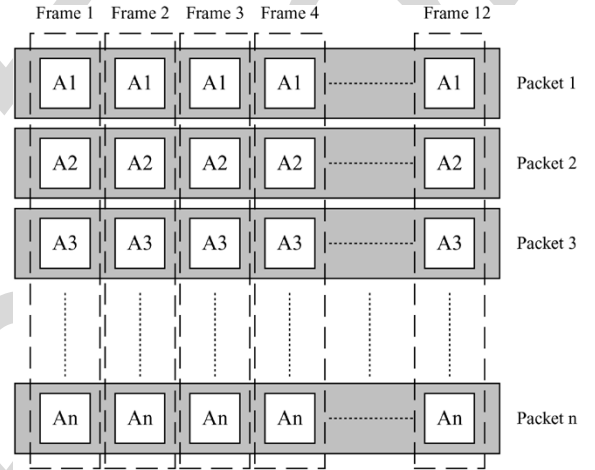 Frame 1 Frame 2 Frame 3 Frame 4 Frame 12
A1 A1 A1 A1 A1 Packet 1
A2 A2 A2 A2 A2 Packet 2
A3 A3 A3 A3 A3 Packet 3
An An An An An Packet n